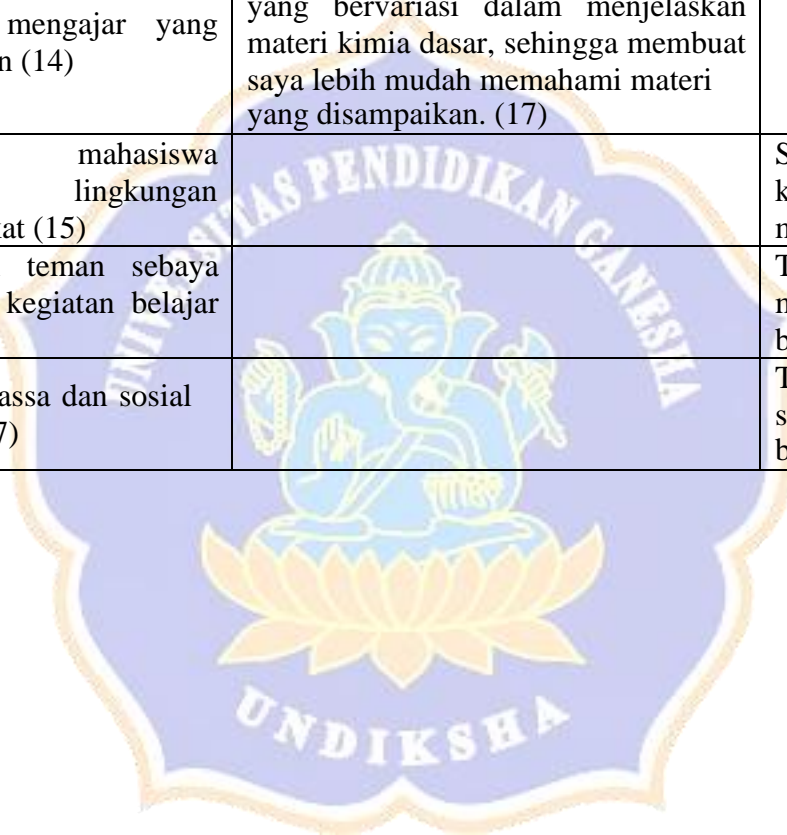 mengajar yang
n (14)
yang bervariasi dalam menjelaskan
materi kimia dasar, sehingga membuat
saya lebih mudah memahami materi
yang disampaikan. (17)
mahasiswa
lingkungan
kat (15)
S
k
m
teman sebaya
kegiatan belajar
T
m
b
assa dan sosial
7)
T
s
b
UNIVERSITAS PENDIDIKAN GANESHA
UNDIKSHA